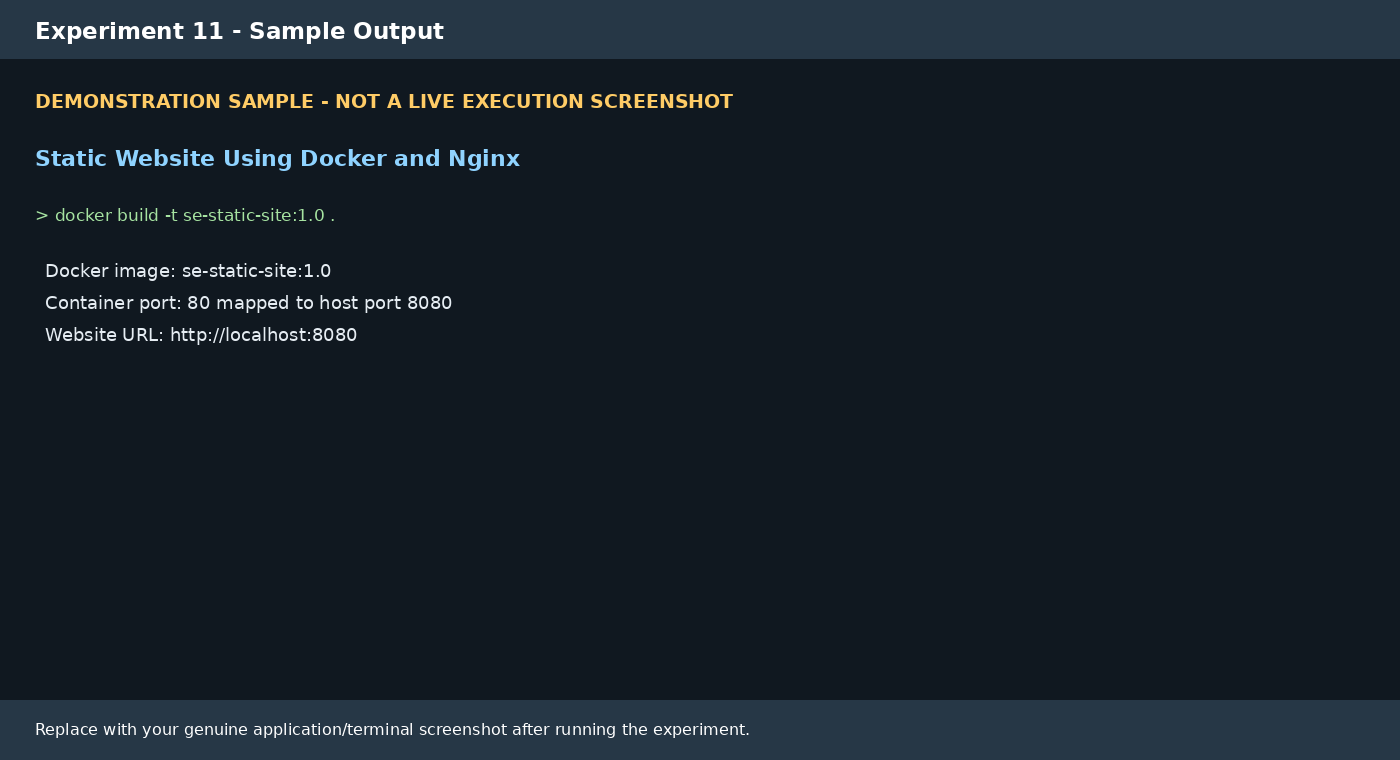 Experiment 11 - Sample Output
DEMONSTRATION SAMPLE - NOT A LIVE EXECUTION SCREENSHOT
Static Website Using Docker and Nginx
> docker build -t se-static-site:1.0 .
Docker image: se-static-site:1.0
Container port: 80 mapped to host port 8080
Website URL: http://localhost:8080
Replace with your genuine application/terminal screenshot after running the experiment.